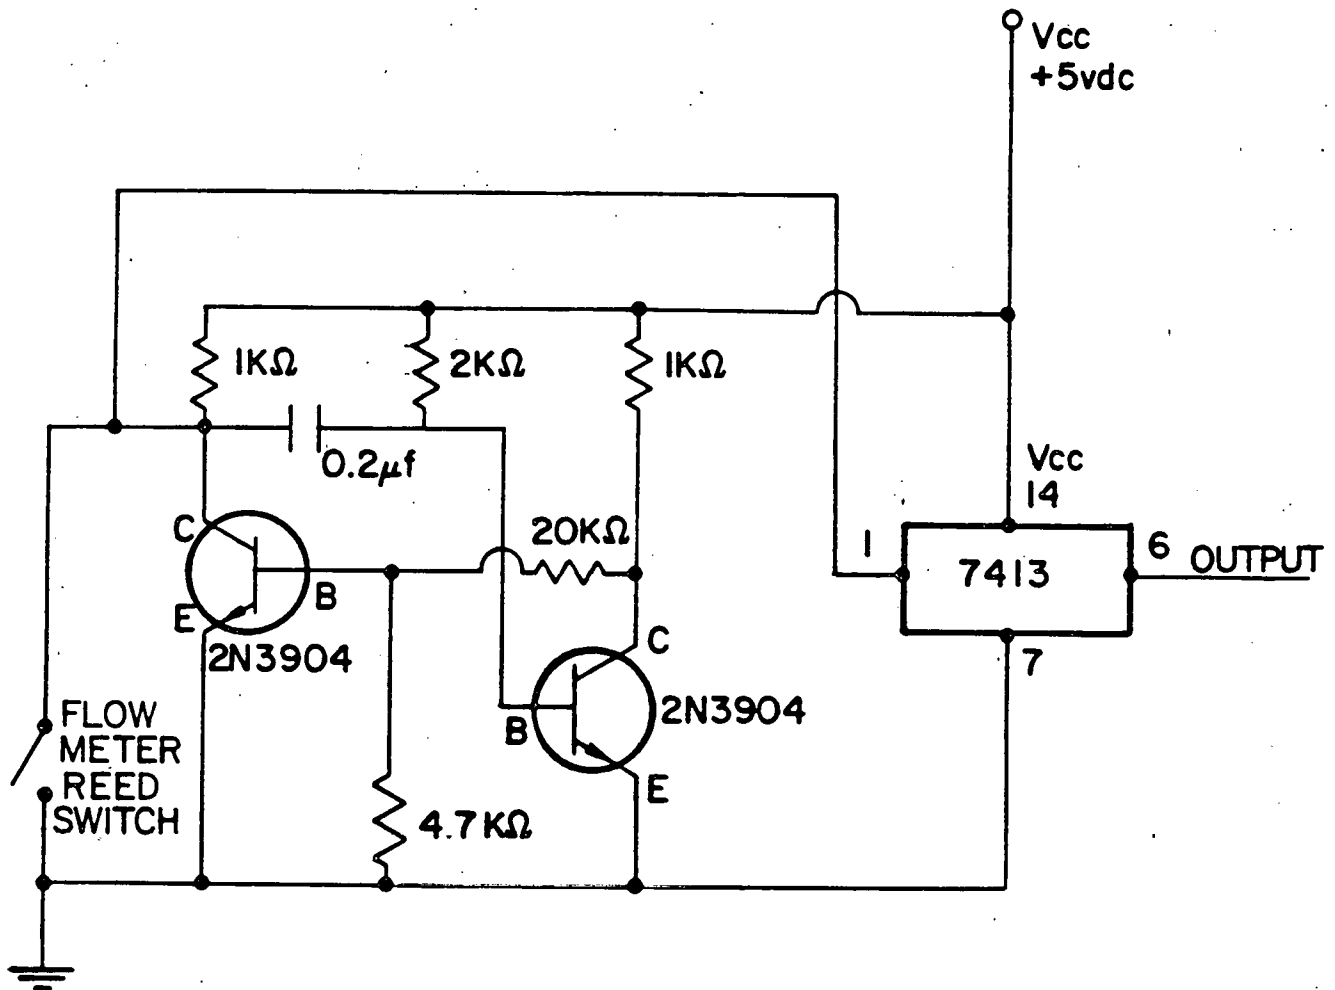 Vcc
+5vdc
1KΩ
2KΩ
1KΩ
0.2μf
Vcc
14
C
20KΩ
1
7413
6
OUTPUT
B
E
2N3904
C
7
2N3904
B
FLOW
METER
REED
SWITCH
E
4.7KΩ